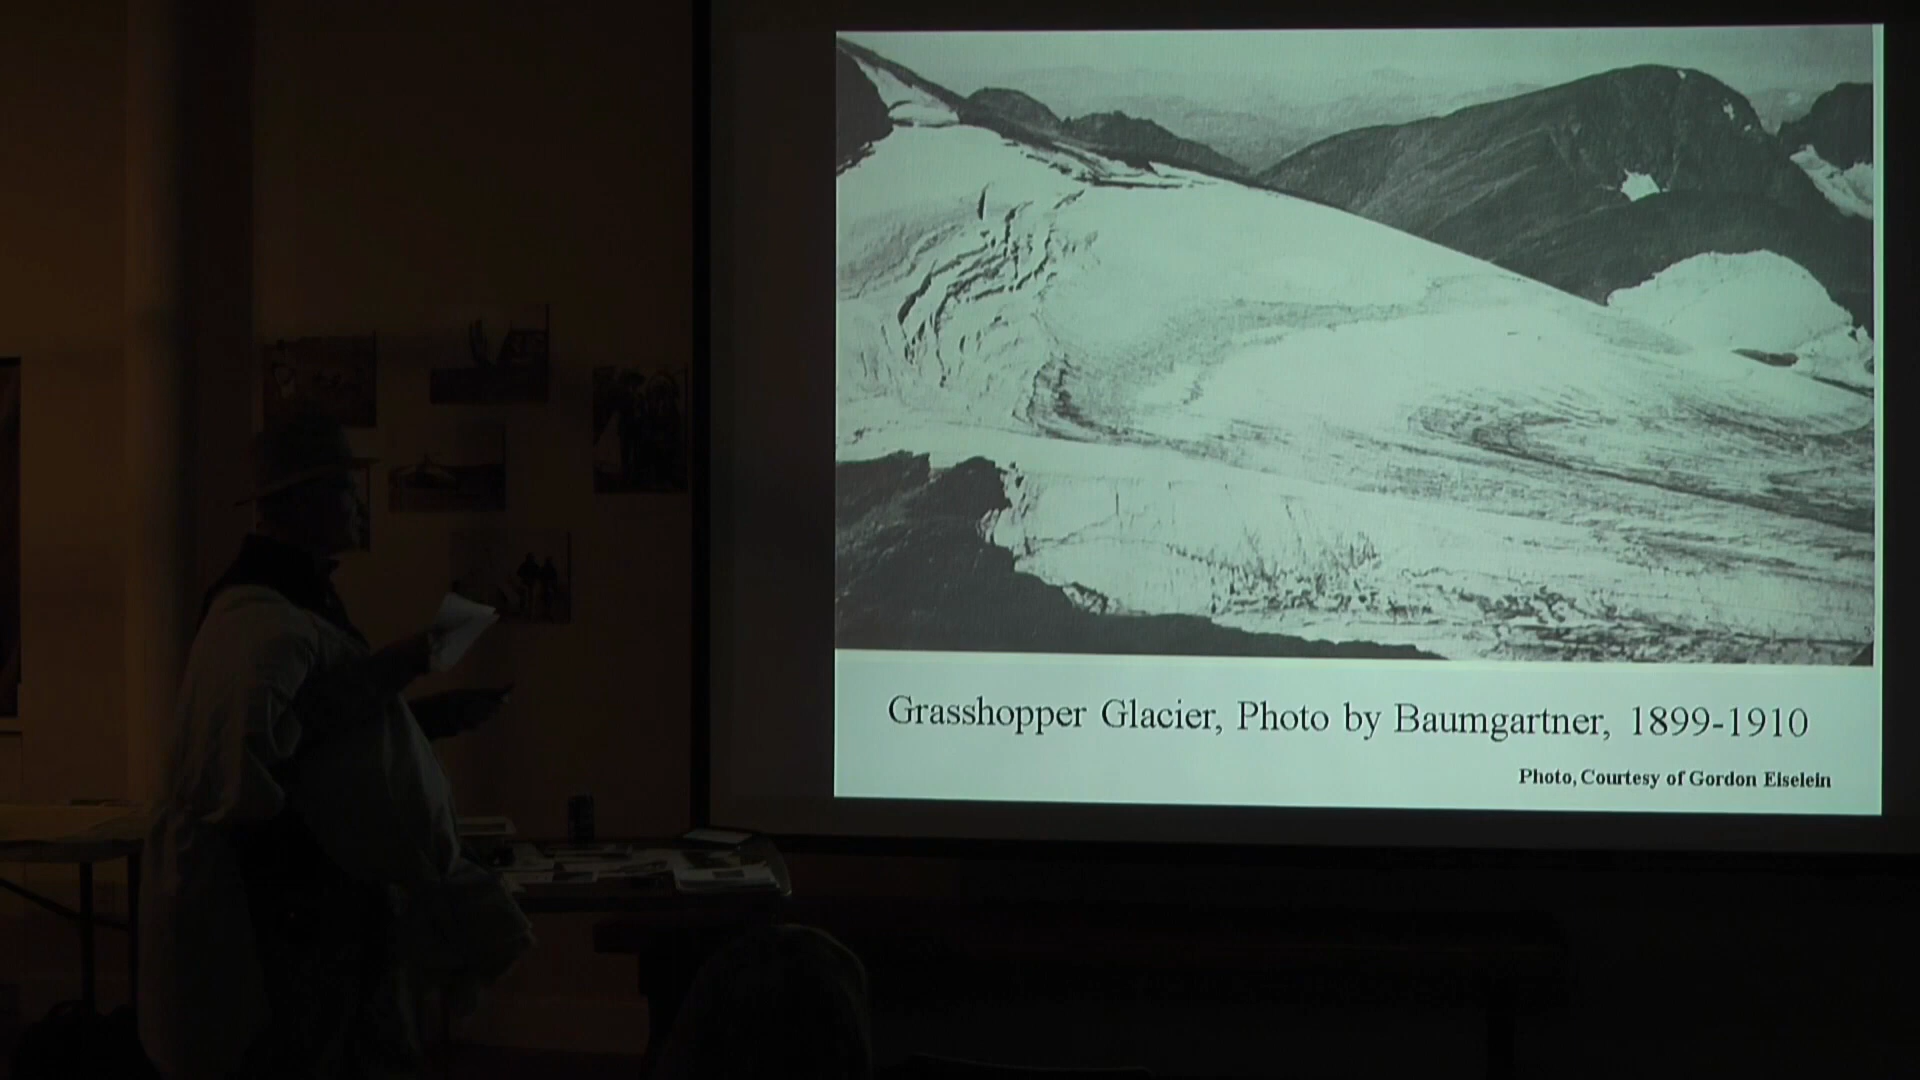 Grasshopper Glacier, Photo by Baumgartner, 1899-1910
Photo, Courtesy of Gordon Eiselein